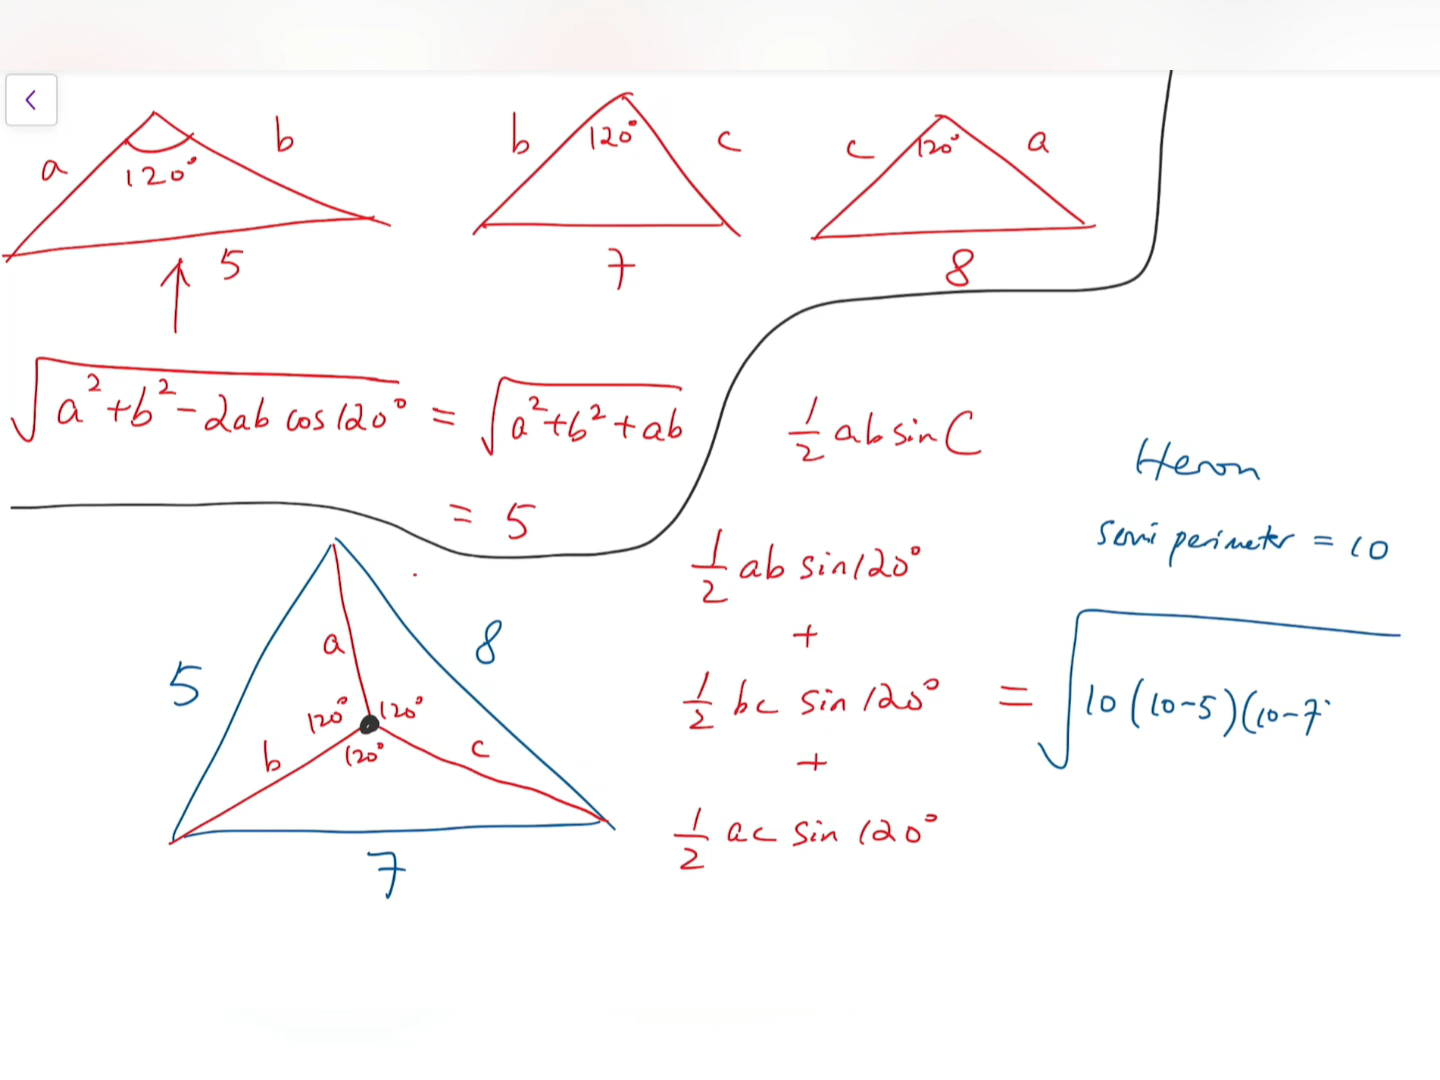 a 120° b
5
b 120° c
7
c 120° a
8
√(a²+b²-2ab cos 120°) = √(a²+b²+ab)
= 5
½ ab sin C
Heron
semi perimeter = 10
½ ab sin 120°
+
½ bc sin 120°
+
½ ac sin 120°
= √10(10-5)(10-7
5
8
a
120° 120°
b 120° c
7